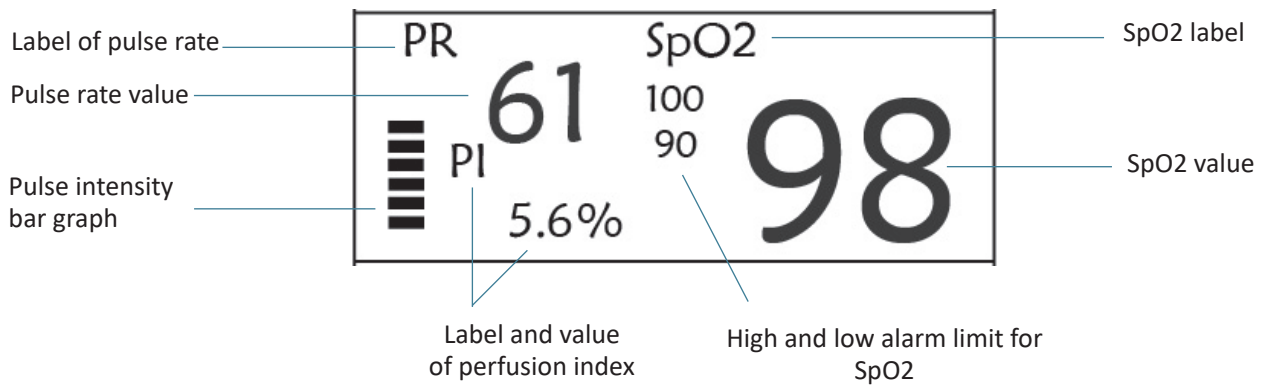 Label of pulse rate
Pulse rate value
Pulse intensity
bar graph
PR
61
PI
5.6%
SpO2
100
90
98
SpO2 label
SpO2 value
Label and value
of perfusion index
High and low alarm limit for
SpO2